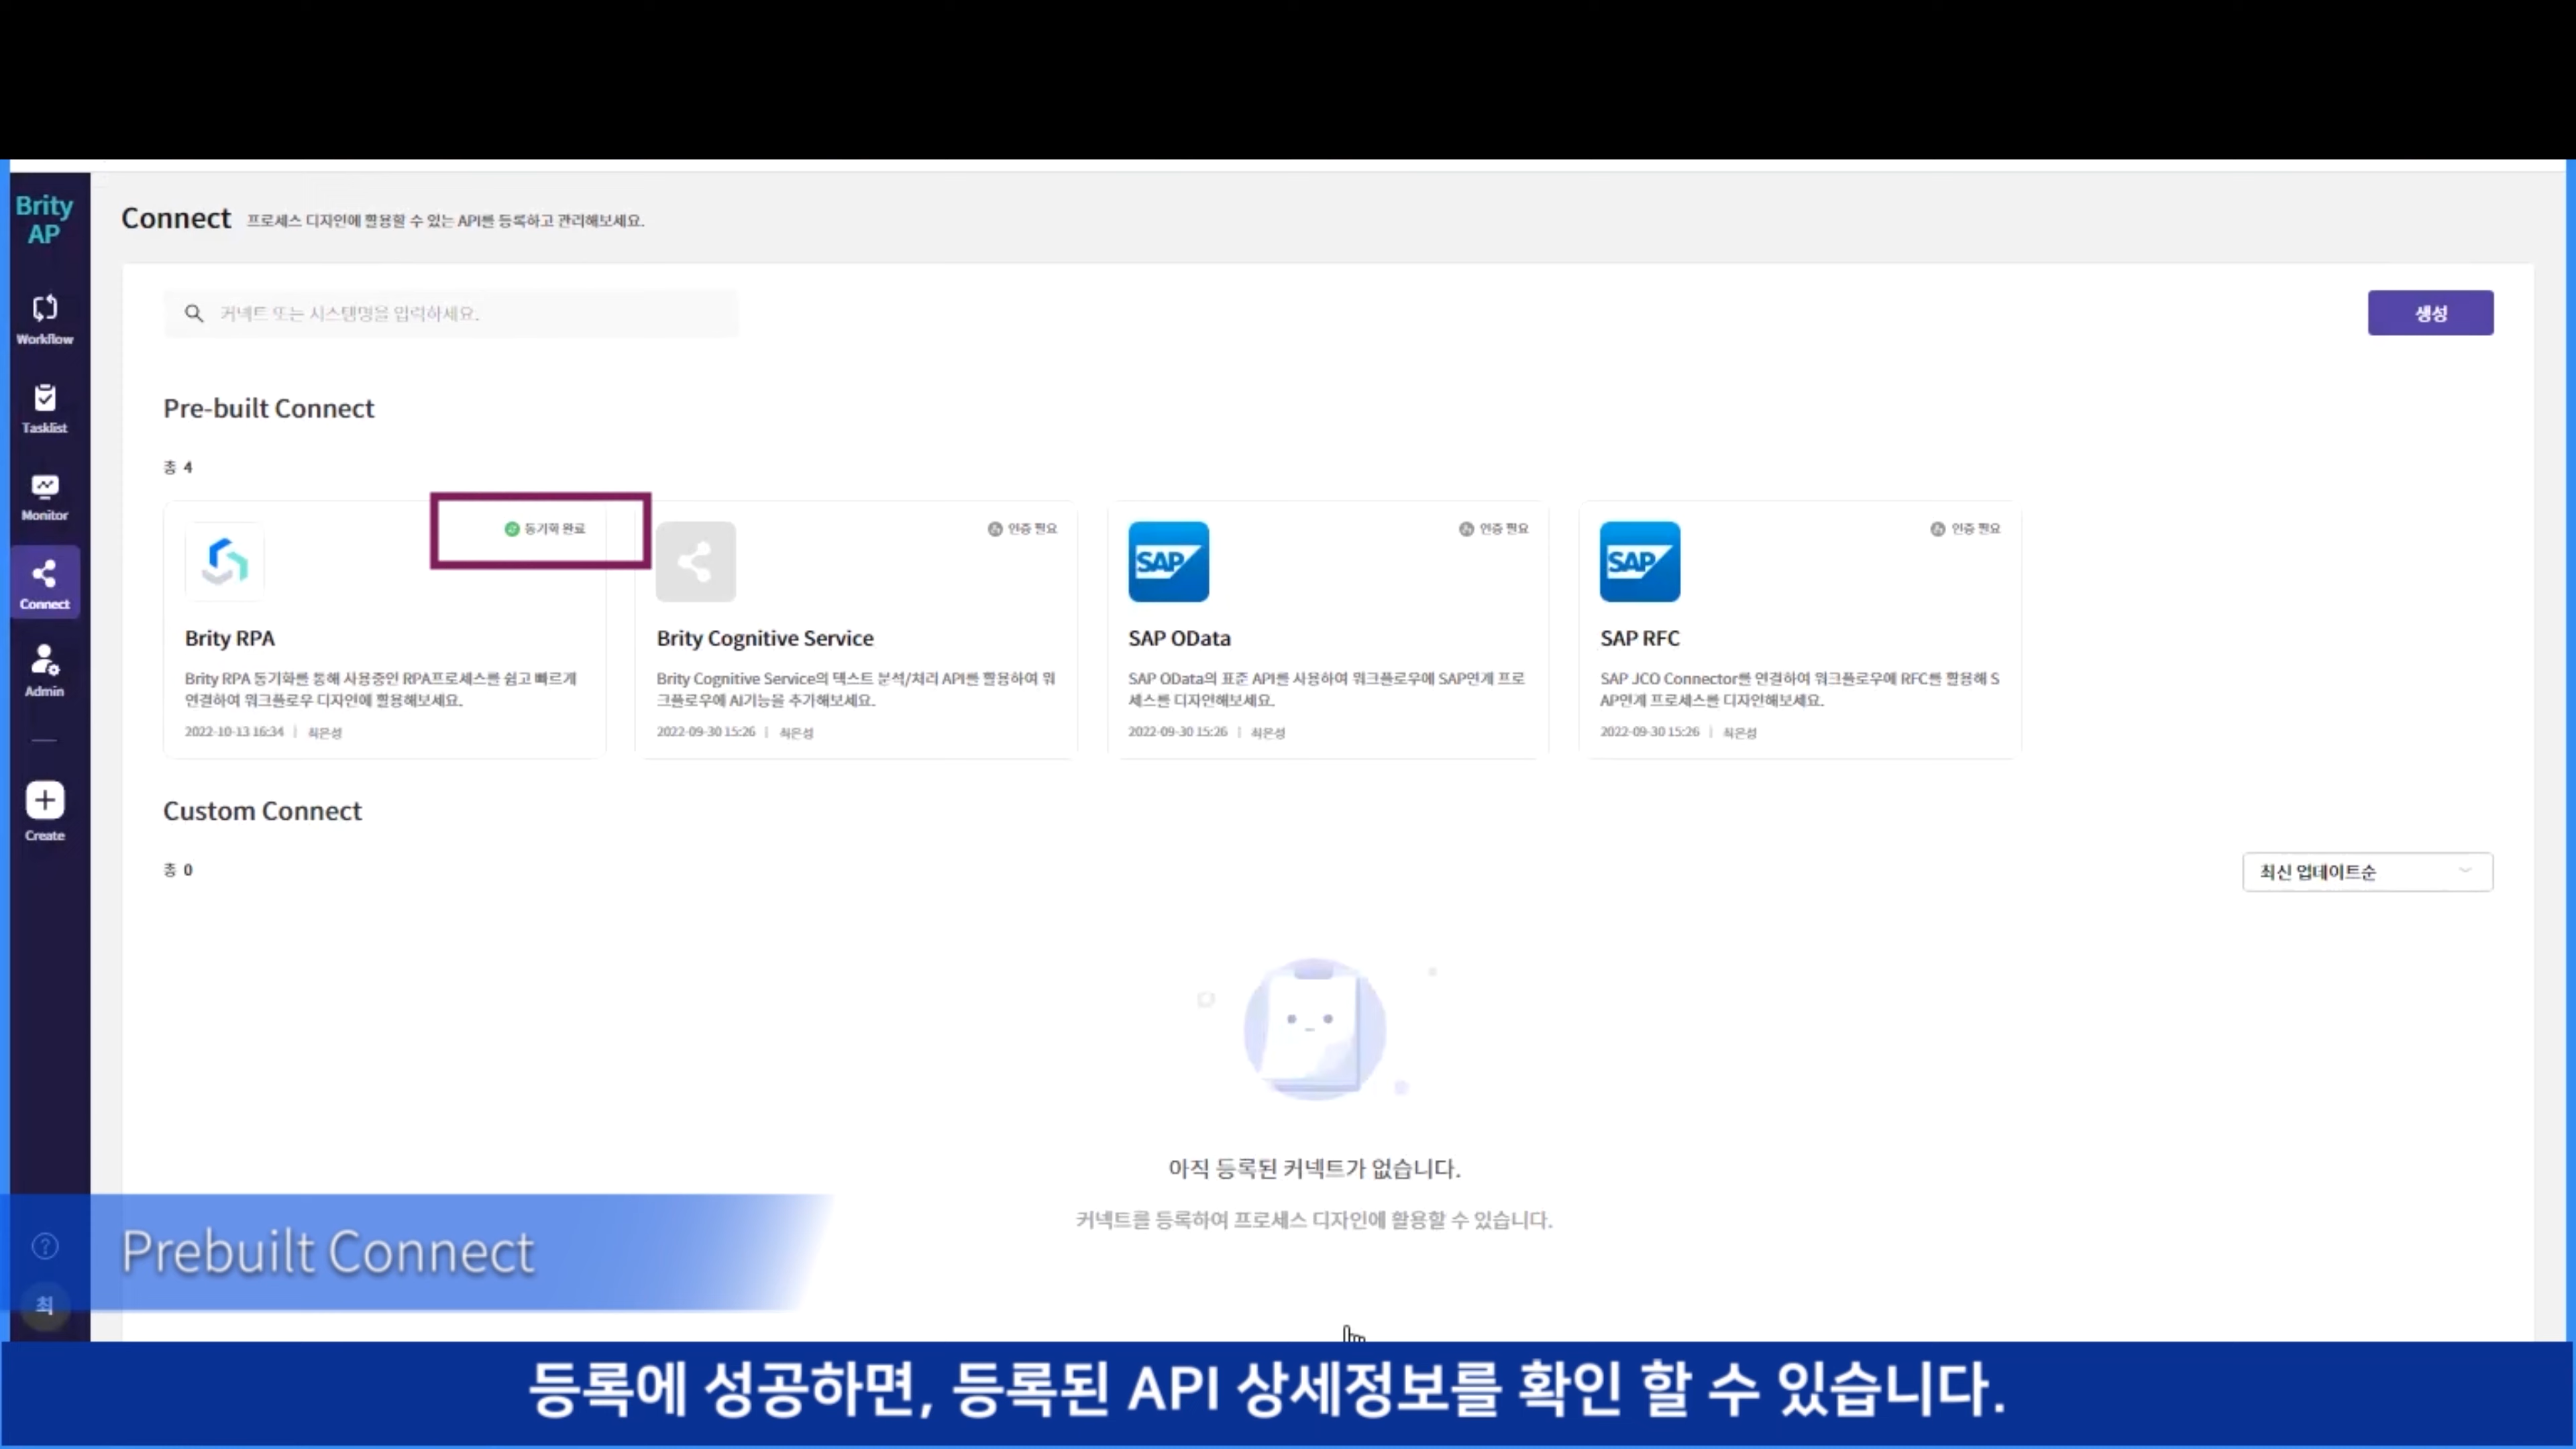 Brity
AP
Connect 프로세스 디자인에 활용할 수 있는 API를 등록하고 관리해보세요.
커넥트 또는 시스템명을 입력하세요.
생성
Workflow
Tasklist
Monitor
Connect
Admin
Create
Pre-built Connect
총 4
동기화 완료
Brity RPA
Brity RPA 동기화를 통해 사용중인 RPA프로세스를 쉽고 빠르게
연결하여 워크플로우 디자인에 활용해보세요.
2022-10-13 16:34 | 최은성
인증 필요
Brity Cognitive Service
Brity Cognitive Service의 텍스트 분석/처리 API를 활용하여 워
크플로우에 AI기능을 추가해보세요.
2022-09-30 15:26 | 최은성
인증 필요
SAP
SAP OData
SAP OData의 표준 API를 사용하여 워크플로우에 SAP연계 프로
세스를 디자인해보세요.
2022-09-30 15:26 | 최은성
인증 필요
SAP
SAP RFC
SAP JCO Connector를 연결하여 워크플로우에 RFC를 활용해 S
AP연계 프로세스를 디자인해보세요.
2022-09-30 15:26 | 최은성
Custom Connect
총 0
최신 업데이트순
아직 등록된 커넥트가 없습니다.
커넥트를 등록하여 프로세스 디자인에 활용할 수 있습니다.
?
최
Prebuilt Connect
등록에 성공하면, 등록된 API 상세정보를 확인 할 수 있습니다.